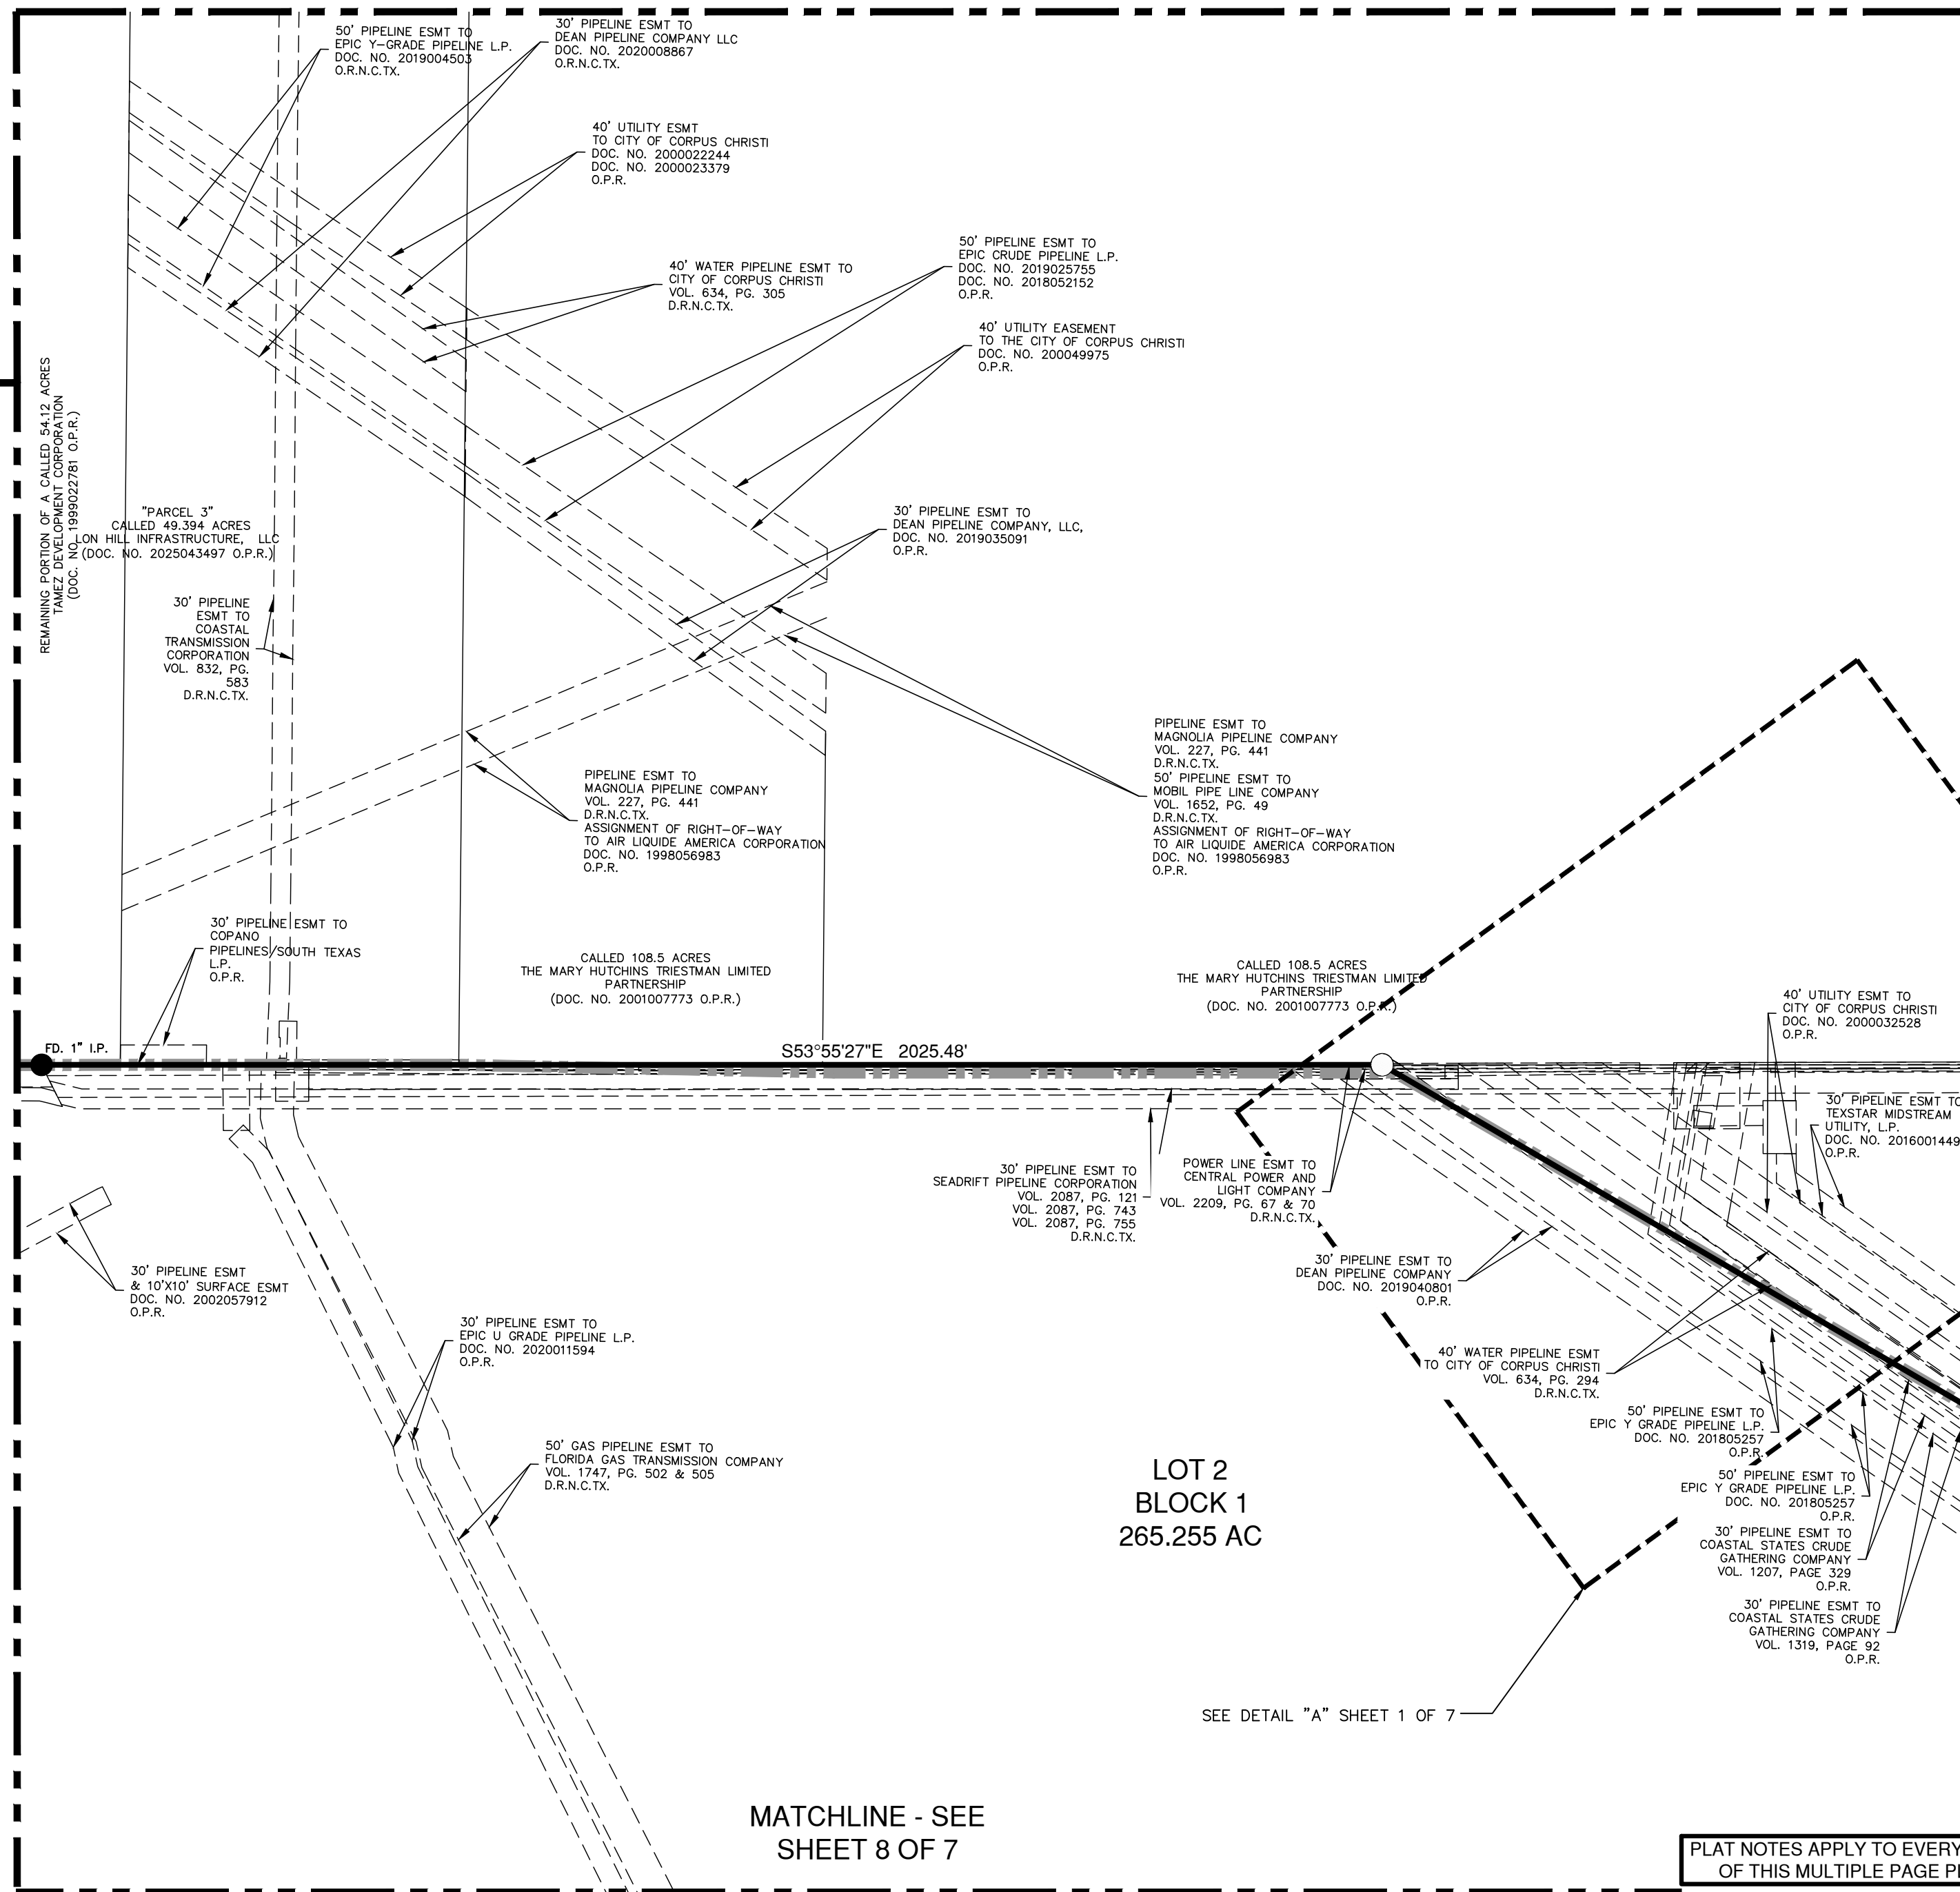 50' PIPELINE ESMT TO
EPIC Y-GRADE PIPELINE L.P.
DOC. NO. 2019004503
O.R.N.C.TX.
30' PIPELINE ESMT TO
DEAN PIPELINE COMPANY LLC
DOC. NO. 2020008867
O.R.N.C.TX.
40' UTILITY ESMT
TO CITY OF CORPUS CHRISTI
DOC. NO. 2000022244
DOC. NO. 2000023379
O.P.R.
40' WATER PIPELINE ESMT TO
CITY OF CORPUS CHRISTI
VOL. 634, PG. 305
D.R.N.C.TX.
50' PIPELINE ESMT TO
EPIC CRUDE PIPELINE L.P.
DOC. NO. 2019025755
DOC. NO. 2018052152
O.P.R.
40' UTILITY EASEMENT
TO THE CITY OF CORPUS CHRISTI
DOC. NO. 200049975
O.P.R.
REMAINING PORTION OF A CALLED 54.12 ACRES
TAMEZ DEVELOPMENT CORPORATION
(DOC. NO. 1999022781 O.P.R.)
"PARCEL 3"
CALLED 49.394 ACRES
LON HILL INFRASTRUCTURE, LLC
(DOC. NO. 2025043497 O.P.R.)
30' PIPELINE ESMT TO
DEAN PIPELINE COMPANY, LLC,
DOC. NO. 2019035091
O.P.R.
30' PIPELINE
ESMT TO
COASTAL
TRANSMISSION
CORPORATION
VOL. 832, PG.
583
D.R.N.C.TX.
PIPELINE ESMT TO
MAGNOLIA PIPELINE COMPANY
VOL. 227, PG. 441
D.R.N.C.TX.
50' PIPELINE ESMT TO
MOBIL PIPE LINE COMPANY
VOL. 1652, PG. 49
D.R.N.C.TX.
ASSIGNMENT OF RIGHT-OF-WAY
TO AIR LIQUIDE AMERICA CORPORATION
DOC. NO. 1998056983
O.P.R.
PIPELINE ESMT TO
MAGNOLIA PIPELINE COMPANY
VOL. 227, PG. 441
D.R.N.C.TX.
ASSIGNMENT OF RIGHT-OF-WAY
TO AIR LIQUIDE AMERICA CORPORATION
DOC. NO. 1998056983
O.P.R.
30' PIPELINE ESMT TO
COPANO
PIPELINES/SOUTH TEXAS
L.P.
O.P.R.
CALLED 108.5 ACRES
THE MARY HUTCHINS TRIESTMAN LIMITED
PARTNERSHIP
(DOC. NO. 2001007773 O.P.R.)
CALLED 108.5 ACRES
THE MARY HUTCHINS TRIESTMAN LIMITED
PARTNERSHIP
(DOC. NO. 2001007773 O.P.R.)
40' UTILITY ESMT TO
CITY OF CORPUS CHRISTI
DOC. NO. 2000032528
O.P.R.
FD. 1" I.P.
S53°55'27"E 2025.48'
30' PIPELINE ESMT TO
TEXSTAR MIDSTREAM
UTILITY, L.P.
DOC. NO. 2016001449
O.P.R.
30' PIPELINE ESMT TO
SEADRIFT PIPELINE CORPORATION
VOL. 2087, PG. 121
VOL. 2087, PG. 743
VOL. 2087, PG. 755
D.R.N.C.TX.
POWER LINE ESMT TO
CENTRAL POWER AND
LIGHT COMPANY
VOL. 2209, PG. 67 & 70
D.R.N.C.TX.
30' PIPELINE ESMT
& 10'X10' SURFACE ESMT
DOC. NO. 2002057912
O.P.R.
30' PIPELINE ESMT TO
DEAN PIPELINE COMPANY
DOC. NO. 2019040801
O.P.R.
30' PIPELINE ESMT TO
EPIC U GRADE PIPELINE L.P.
DOC. NO. 2020011594
O.P.R.
40' WATER PIPELINE ESMT
TO CITY OF CORPUS CHRISTI
VOL. 634, PG. 294
D.R.N.C.TX.
50' PIPELINE ESMT TO
EPIC Y GRADE PIPELINE L.P.
DOC. NO. 201805257
O.P.R.
50' GAS PIPELINE ESMT TO
FLORIDA GAS TRANSMISSION COMPANY
VOL. 1747, PG. 502 & 505
D.R.N.C.TX.
LOT 2
BLOCK 1
265.255 AC
50' PIPELINE ESMT TO
EPIC Y GRADE PIPELINE L.P.
DOC. NO. 201805257
O.P.R.
30' PIPELINE ESMT TO
COASTAL STATES CRUDE
GATHERING COMPANY
VOL. 1207, PAGE 329
O.P.R.
30' PIPELINE ESMT TO
COASTAL STATES CRUDE
GATHERING COMPANY
VOL. 1319, PAGE 92
O.P.R.
SEE DETAIL "A" SHEET 1 OF 7
MATCHLINE - SEE
SHEET 8 OF 7
PLAT NOTES APPLY TO EVERY
OF THIS MULTIPLE PAGE